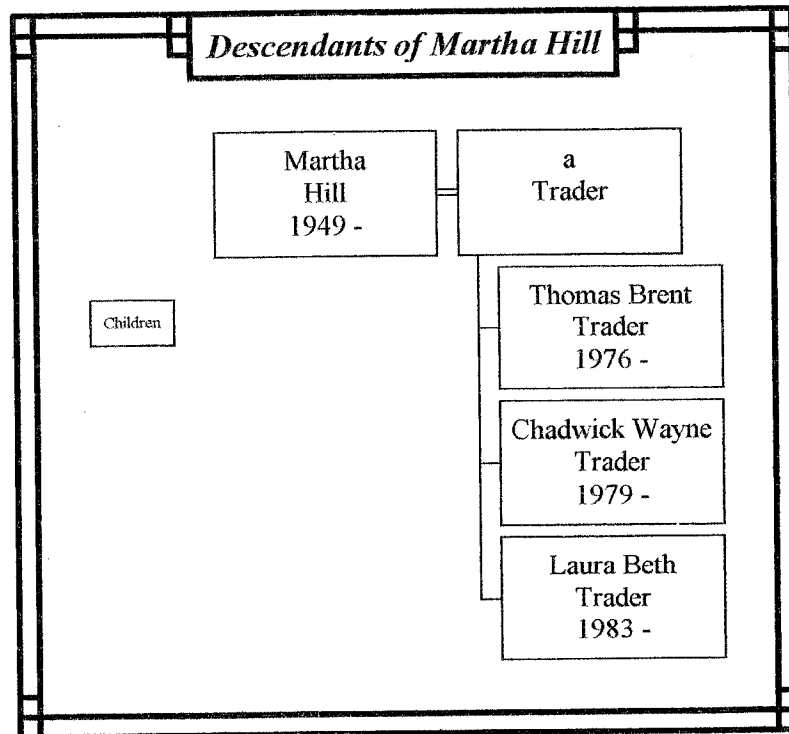 Descendants of Martha Hill
Martha
Hill
1949 -
a
Trader
Children
Thomas Brent
Trader
1976 -
Chadwick Wayne
Trader
1979 -
Laura Beth
Trader
1983 -